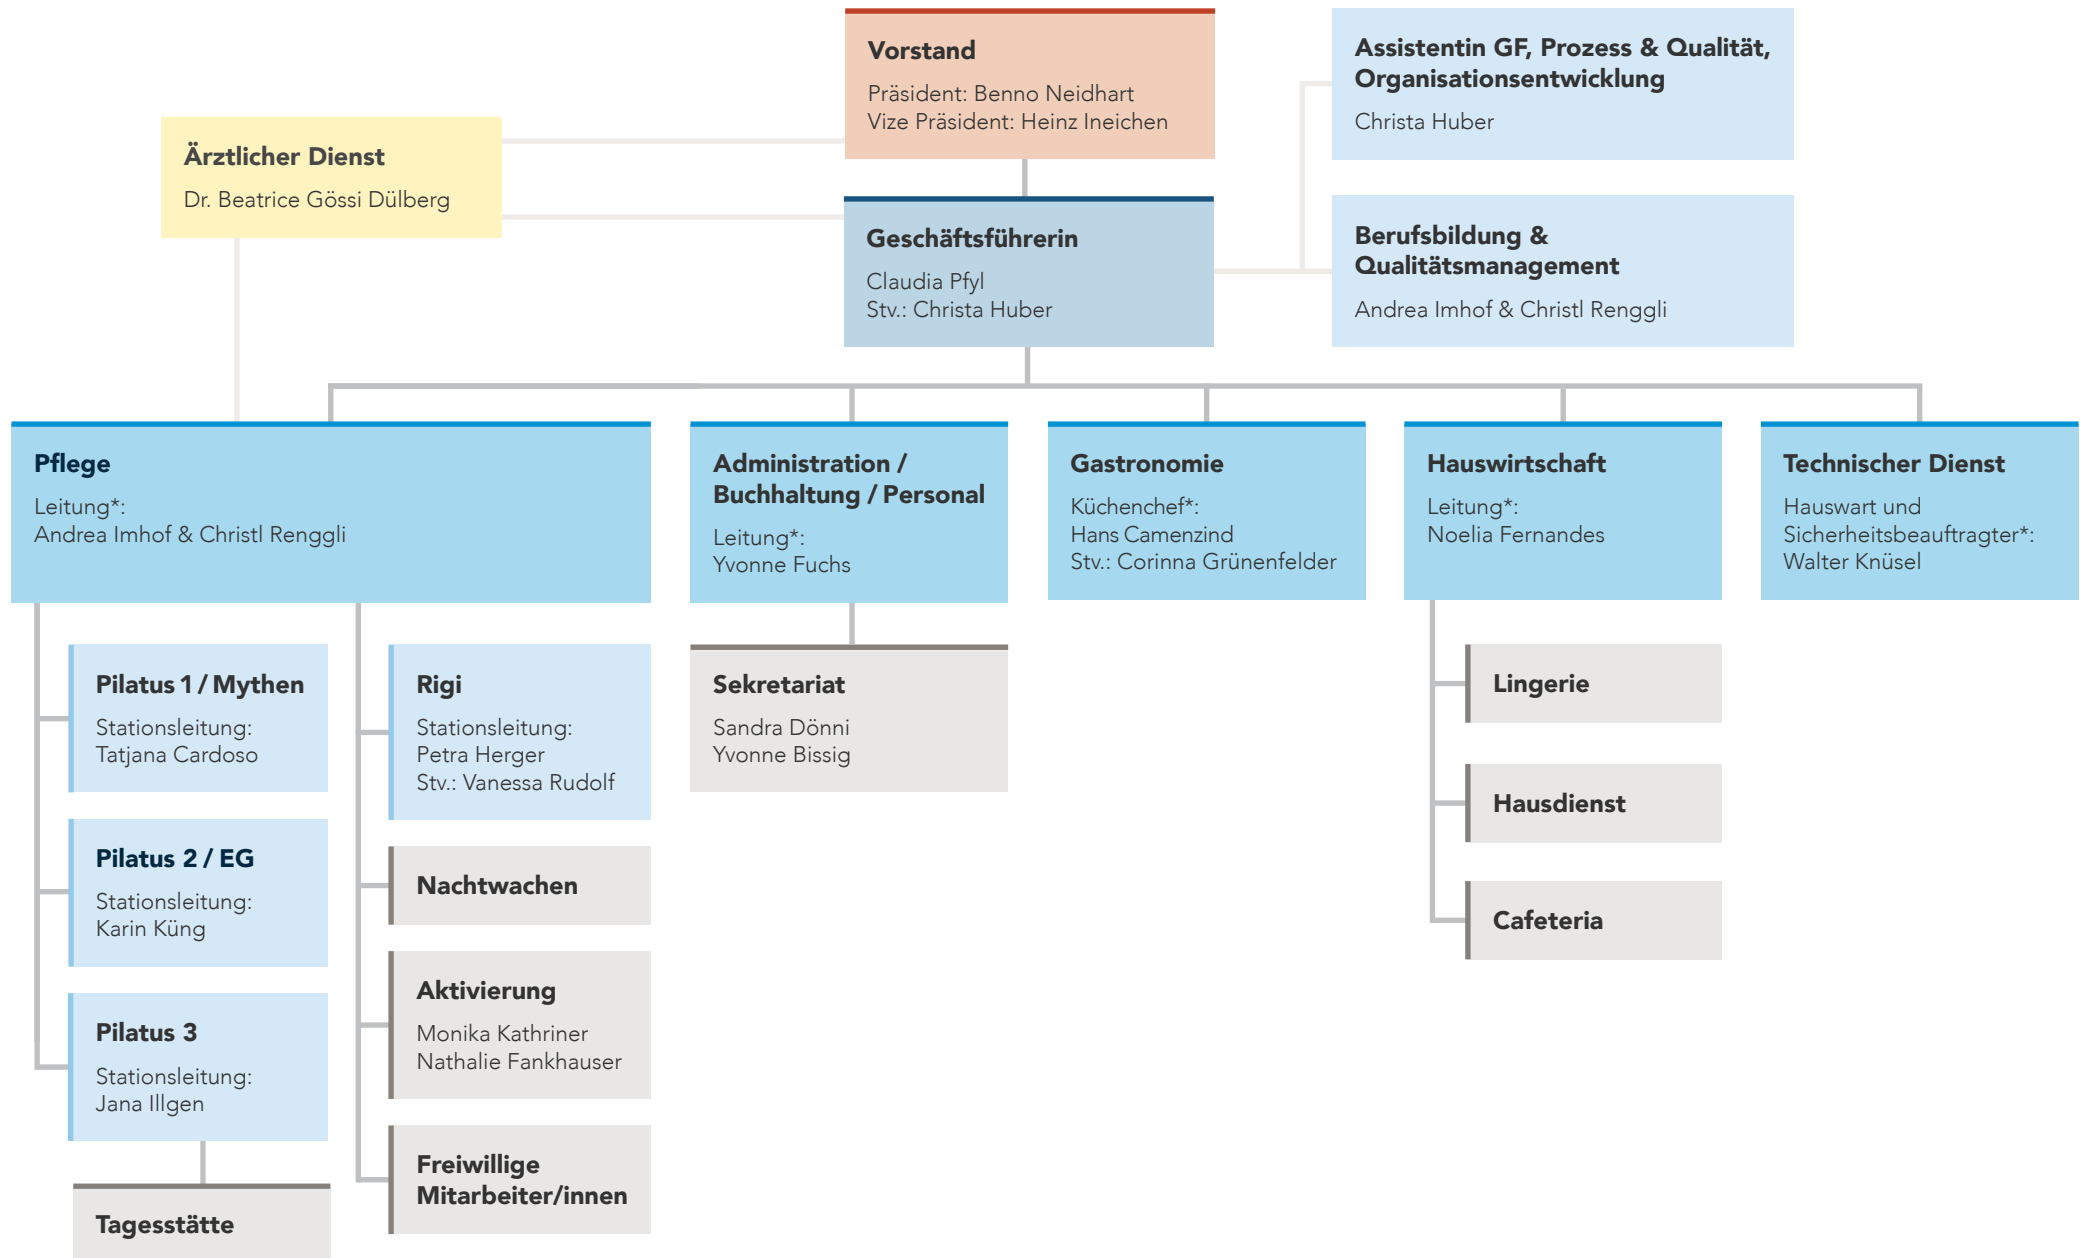 Vorstand
Präsident: Benno Neidhart
Vize Präsident: Heinz Ineichen
Assistentin GF, Prozess & Qualität,
Organisationsentwicklung
Christa Huber
Ärztlicher Dienst
Dr. Beatrice Gössi Dülberg
Geschäftsführerin
Claudia Pfyl
Stv.: Christa Huber
Berufsbildung &
Qualitätsmanagement
Andrea Imhof & Christl Renggli
Pflege
Leitung*:
Andrea Imhof & Christl Renggli
Administration /
Buchhaltung / Personal
Leitung*:
Yvonne Fuchs
Gastronomie
Küchenchef*:
Hans Camenzind
Stv.: Corinna Grünenfelder
Hauswirtschaft
Leitung*:
Noelia Fernandes
Technischer Dienst
Hauswart und
Sicherheitsbeauftragter*:
Walter Knüsel
Pilatus 1 / Mythen
Stationsleitung:
Tatjana Cardoso
Pilatus 2 / EG
Stationsleitung:
Karin Küng
Pilatus 3
Stationsleitung:
Jana Illgen
Tagesstätte
Rigi
Stationsleitung:
Petra Herger
Stv.: Vanessa Rudolf
Nachtwachen
Aktivierung
Monika Kathriner
Nathalie Fankhauser
Freiwillige
Mitarbeiter/innen
Sekretariat
Sandra Dönni
Yvonne Bissig
Lingerie
Hausdienst
Cafeteria